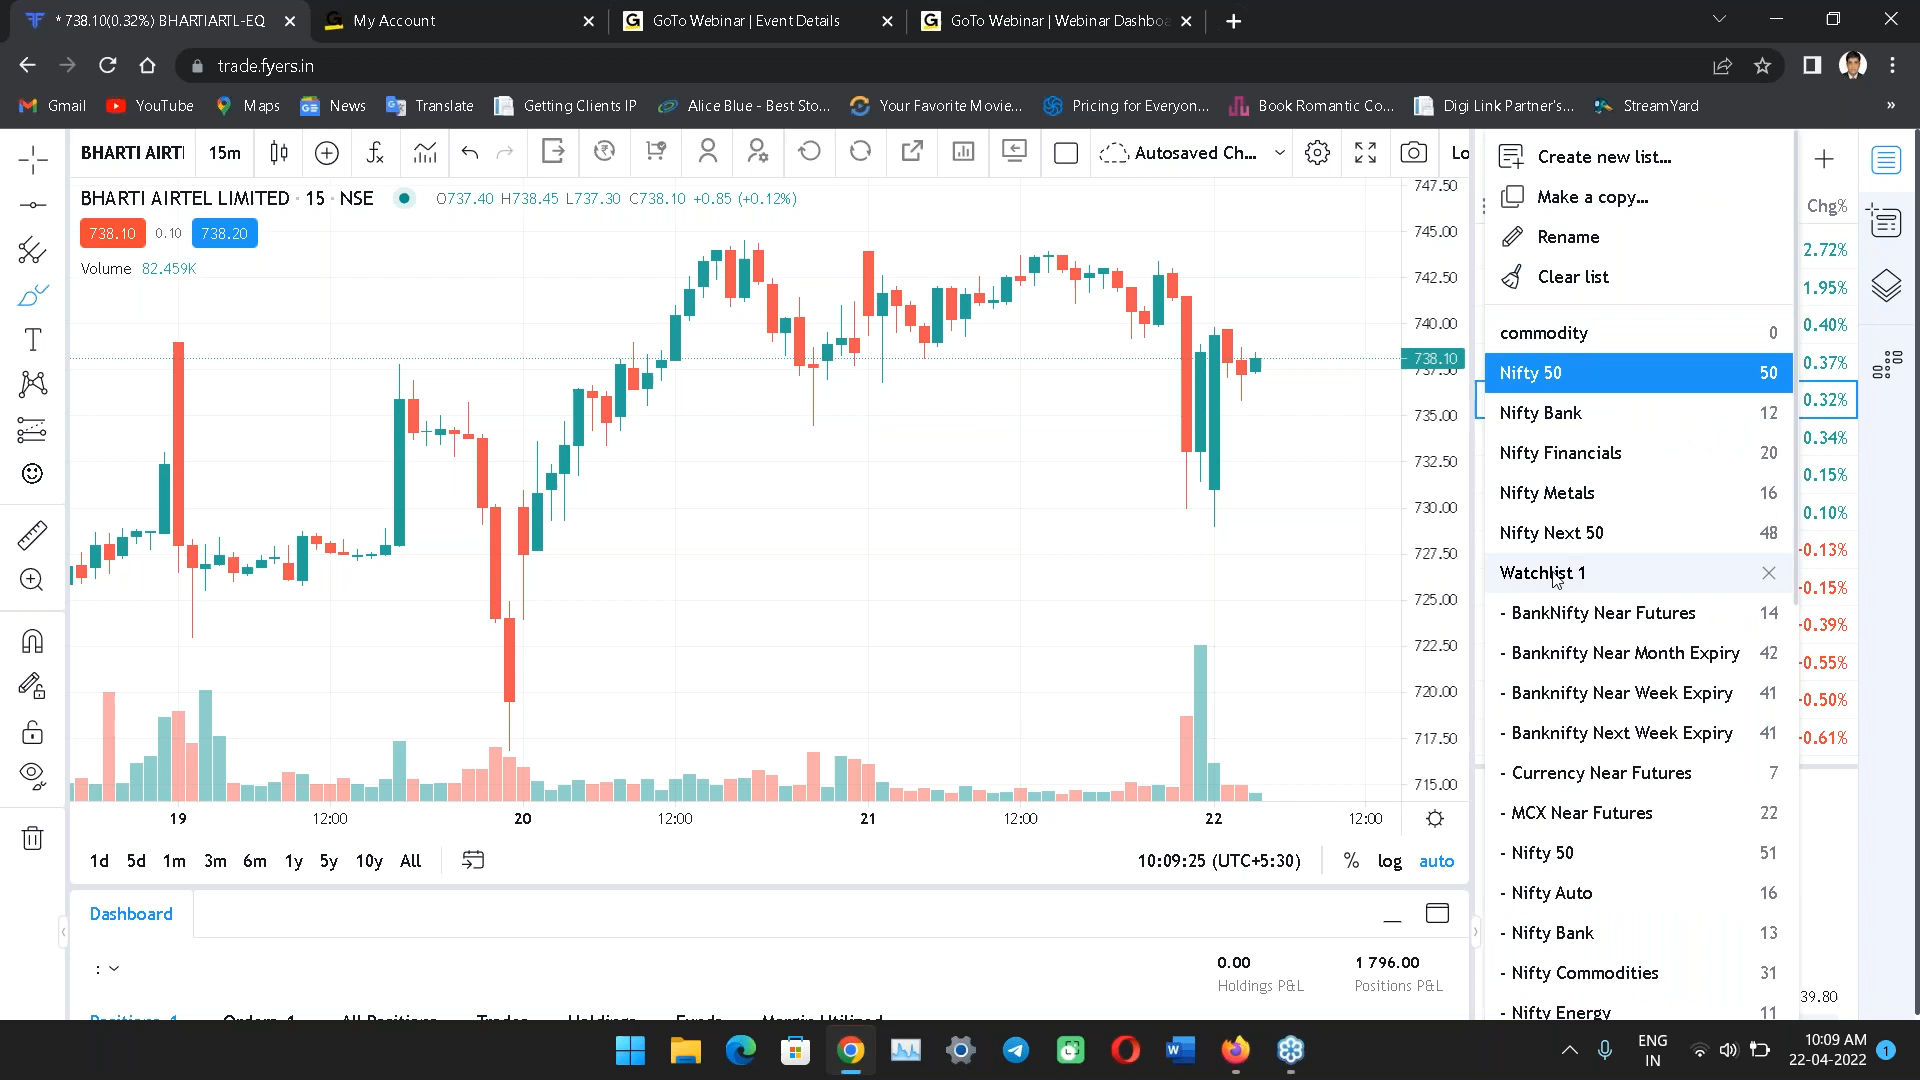 * 738.10(0.32%) BHARTIARTL-EQ
My Account
GoTo Webinar | Event Details
GoTo Webinar | Webinar Dashboa
trade.fyers.in
Gmail
YouTube
Maps
News
Translate
Getting Clients IP
Alice Blue - Best Sto...
Your Favorite Movie...
Pricing for Everyon...
Book Romantic Co...
Digi Link Partner's...
StreamYard
»
BHARTI AIRTI
15m
Autosaved Ch...
Lo
BHARTI AIRTEL LIMITED · 15 · NSE
O737.40 H738.45 L737.30 C738.10 +0.85 (+0.12%)
738.10
0.10
738.20
Volume 82.459K
747.50
745.00
742.50
740.00
738.10
735.00
732.50
730.00
727.50
725.00
722.50
720.00
717.50
715.00
19
12:00
20
12:00
21
12:00
22
12:00
1d 5d 1m 3m 6m 1y 5y 10y All
10:09:25 (UTC+5:30)
%
log
auto
Dashboard
:
0.00
Holdings P&L
1 796.00
Positions P&L
Positions 1
Orders 1
All Positions
Trades
Holdings
Funds
Margin Utilized
Create new list...
Make a copy...
Rename
Clear list
commodity 0
Nifty 50 50
Nifty Bank 12
Nifty Financials 20
Nifty Metals 16
Nifty Next 50 48
Watchlist 1
- BankNifty Near Futures 14
- Banknifty Near Month Expiry 42
- Banknifty Near Week Expiry 41
- Banknifty Next Week Expiry 41
- Currency Near Futures 7
- MCX Near Futures 22
- Nifty 50 51
- Nifty Auto 16
- Nifty Bank 13
- Nifty Commodities 31
- Nifty Energy 11
Chg%
2.72%
1.95%
0.40%
0.37%
0.32%
0.34%
0.15%
0.10%
-0.13%
-0.15%
-0.39%
-0.55%
-0.50%
-0.61%
39.80
ENG
IN
10:09 AM
22-04-2022
1